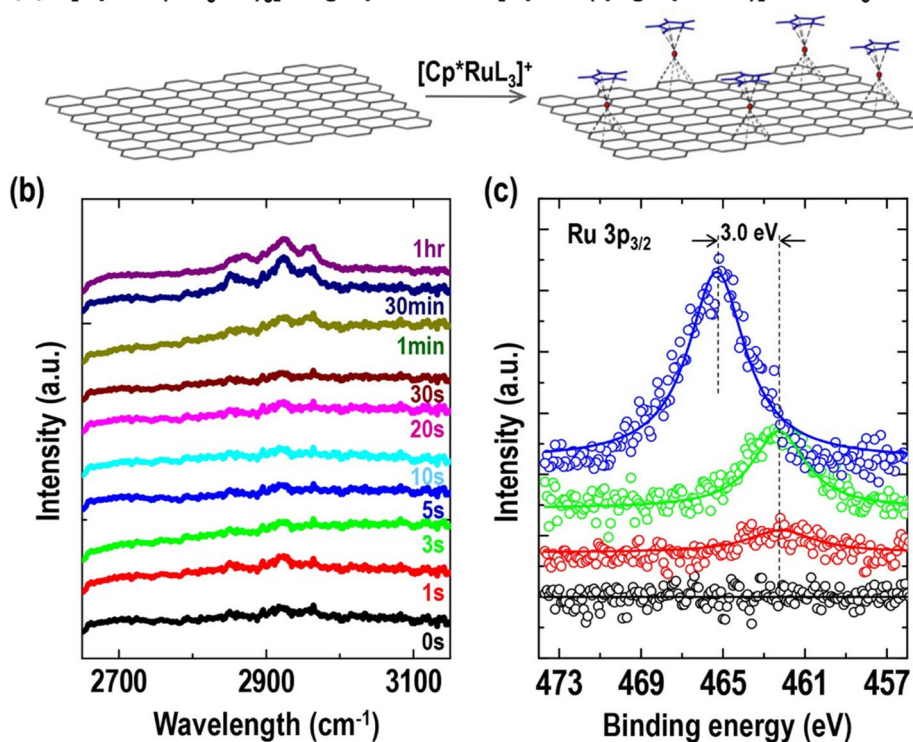 [Cp*RuL₃]⁺
(b)
(c)
1hr
30min
1min
30s
20s
10s
5s
3s
1s
0s
Intensity (a.u.)
2700 2900 3100
Wavelength (cm⁻¹)
Ru 3p₃/₂
3.0 eV
Intensity (a.u.)
473 469 465 461 457
Binding energy (eV)